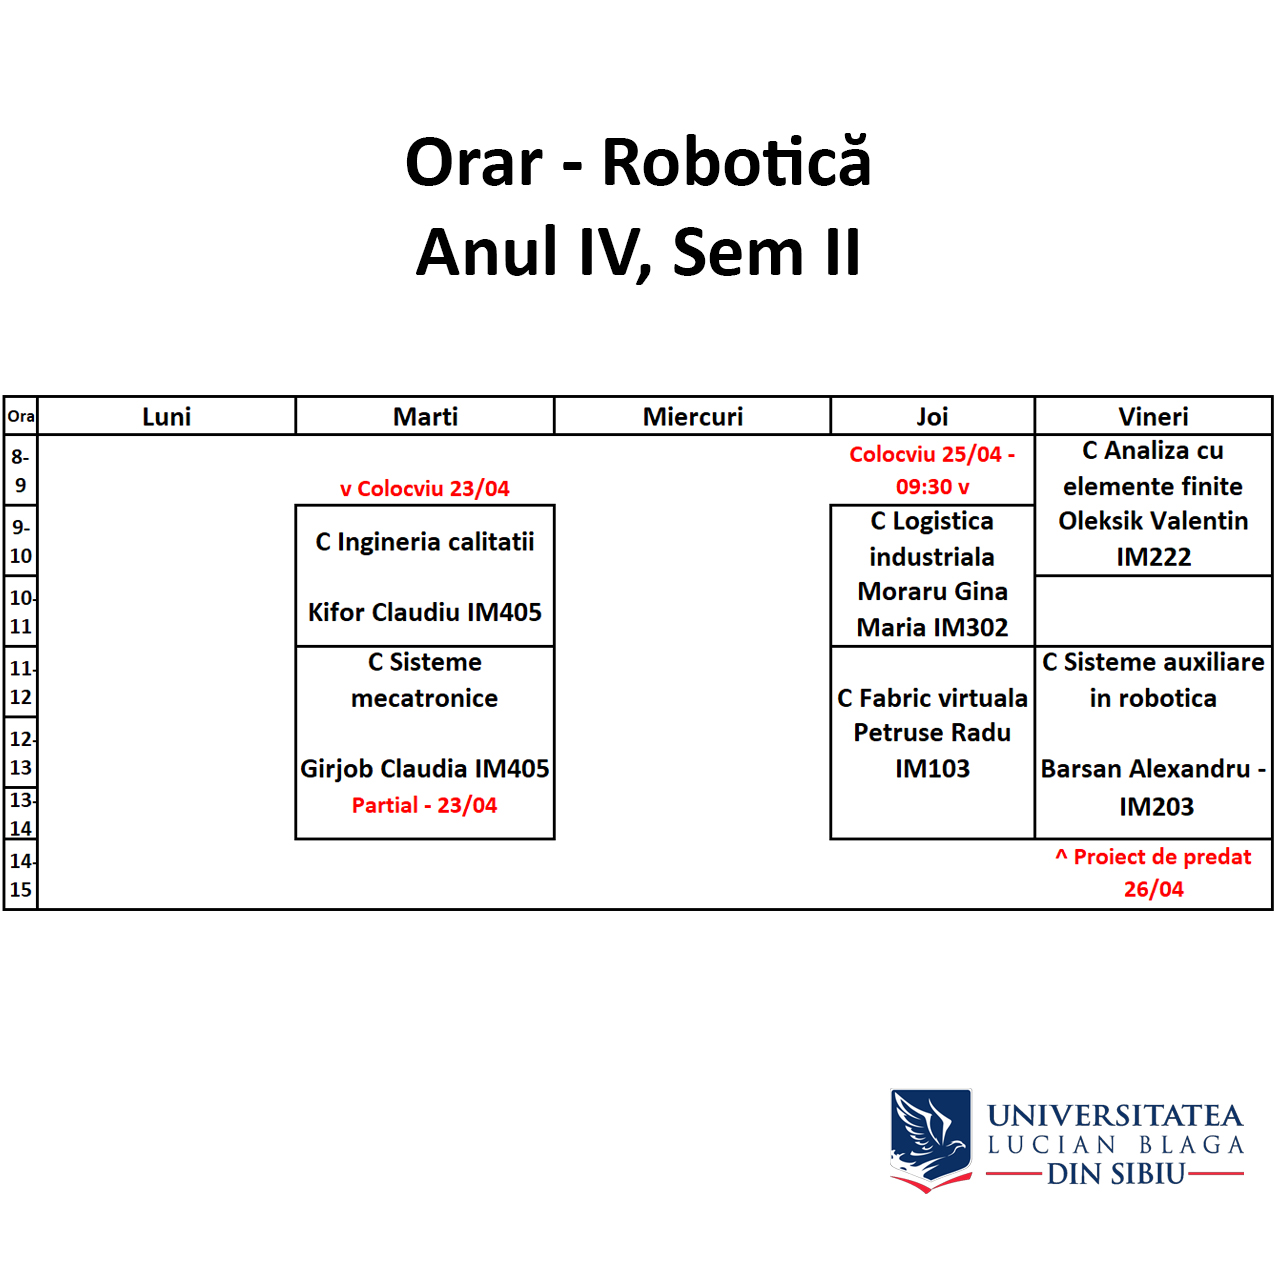 Orar - Robotică
Anul IV, Sem II
Ora
Luni
Marti
Miercuri
Joi
Vineri
8-
9
v Colocviu 23/04
Colocviu 25/04 -
09:30 v
C Analiza cu
elemente finite
Oleksik Valentin
IM222
9-
10
C Ingineria calitatii
Kifor Claudiu IM405
C Logistica
industriala
Moraru Gina
Maria IM302
10-
11
11-
12
C Sisteme
mecatronice
Girjob Claudia IM405
Partial - 23/04
C Fabric virtuala
Petruse Radu
IM103
C Sisteme auxiliare
in robotica
Barsan Alexandru -
IM203
12-
13
13-
14
14-
15
^ Proiect de predat
26/04
UNIVERSITATEA
LUCIAN BLAGA
DIN SIBIU